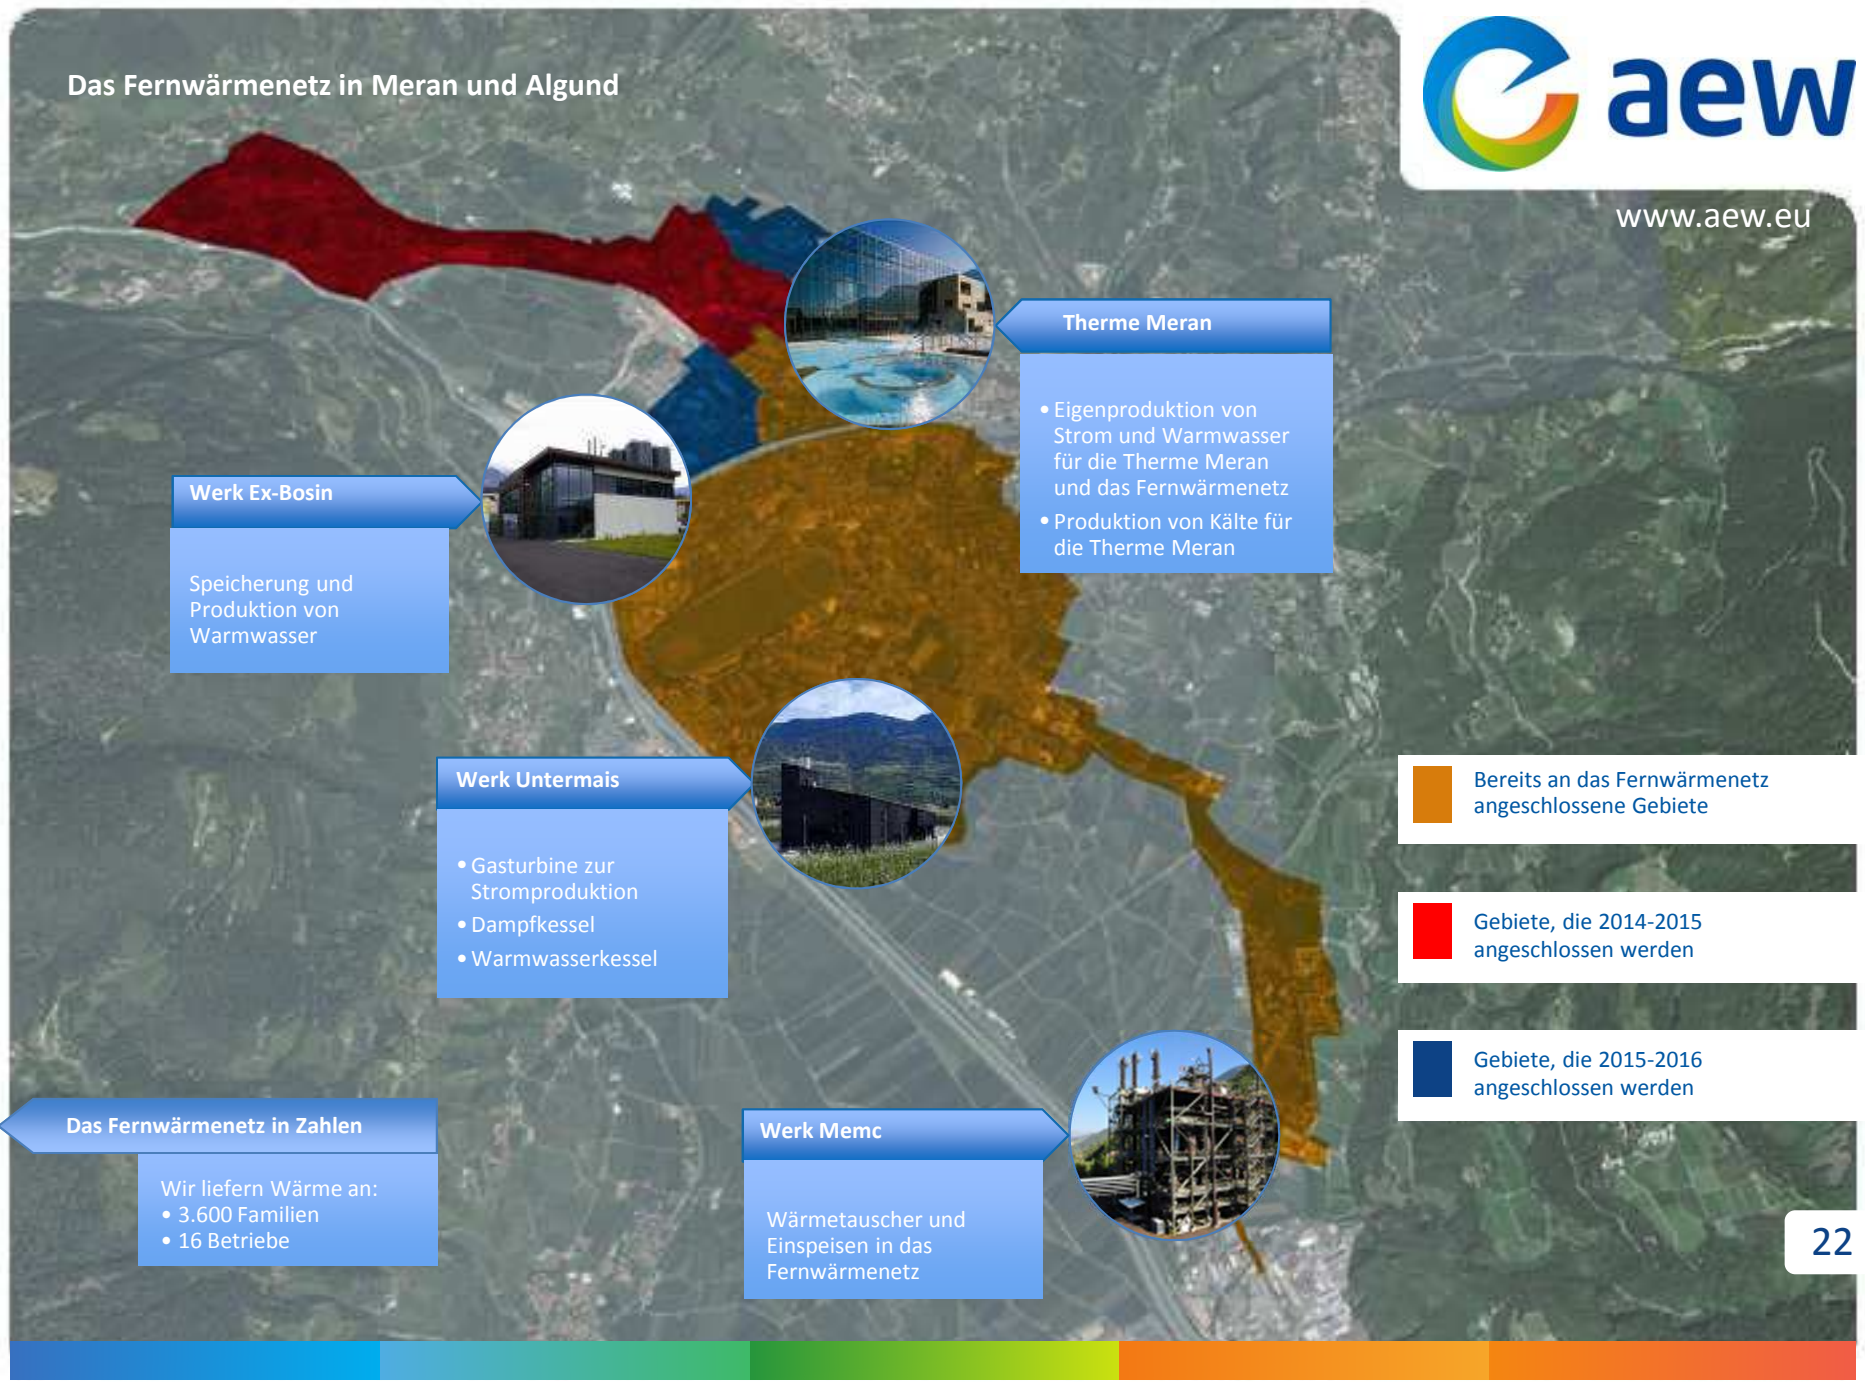 Das Fernwärmenetz in Meran und Algund
aew
www.aew.eu
Therme Meran
• Eigenproduktion von
Strom und Warmwasser
für die Therme Meran
und das Fernwärmenetz
• Produktion von Kälte für
die Therme Meran
Werk Ex-Bosin
Speicherung und
Produktion von
Warmwasser
Werk Untermais
• Gasturbine zur
Stromproduktion
• Dampfkessel
• Warmwasserkessel
Bereits an das Fernwärmenetz
angeschlossene Gebiete
Gebiete, die 2014-2015
angeschlossen werden
Gebiete, die 2015-2016
angeschlossen werden
Das Fernwärmenetz in Zahlen
Wir liefern Wärme an:
• 3.600 Familien
• 16 Betriebe
Werk Memc
Wärmetauscher und
Einspeisen in das
Fernwärmenetz
22